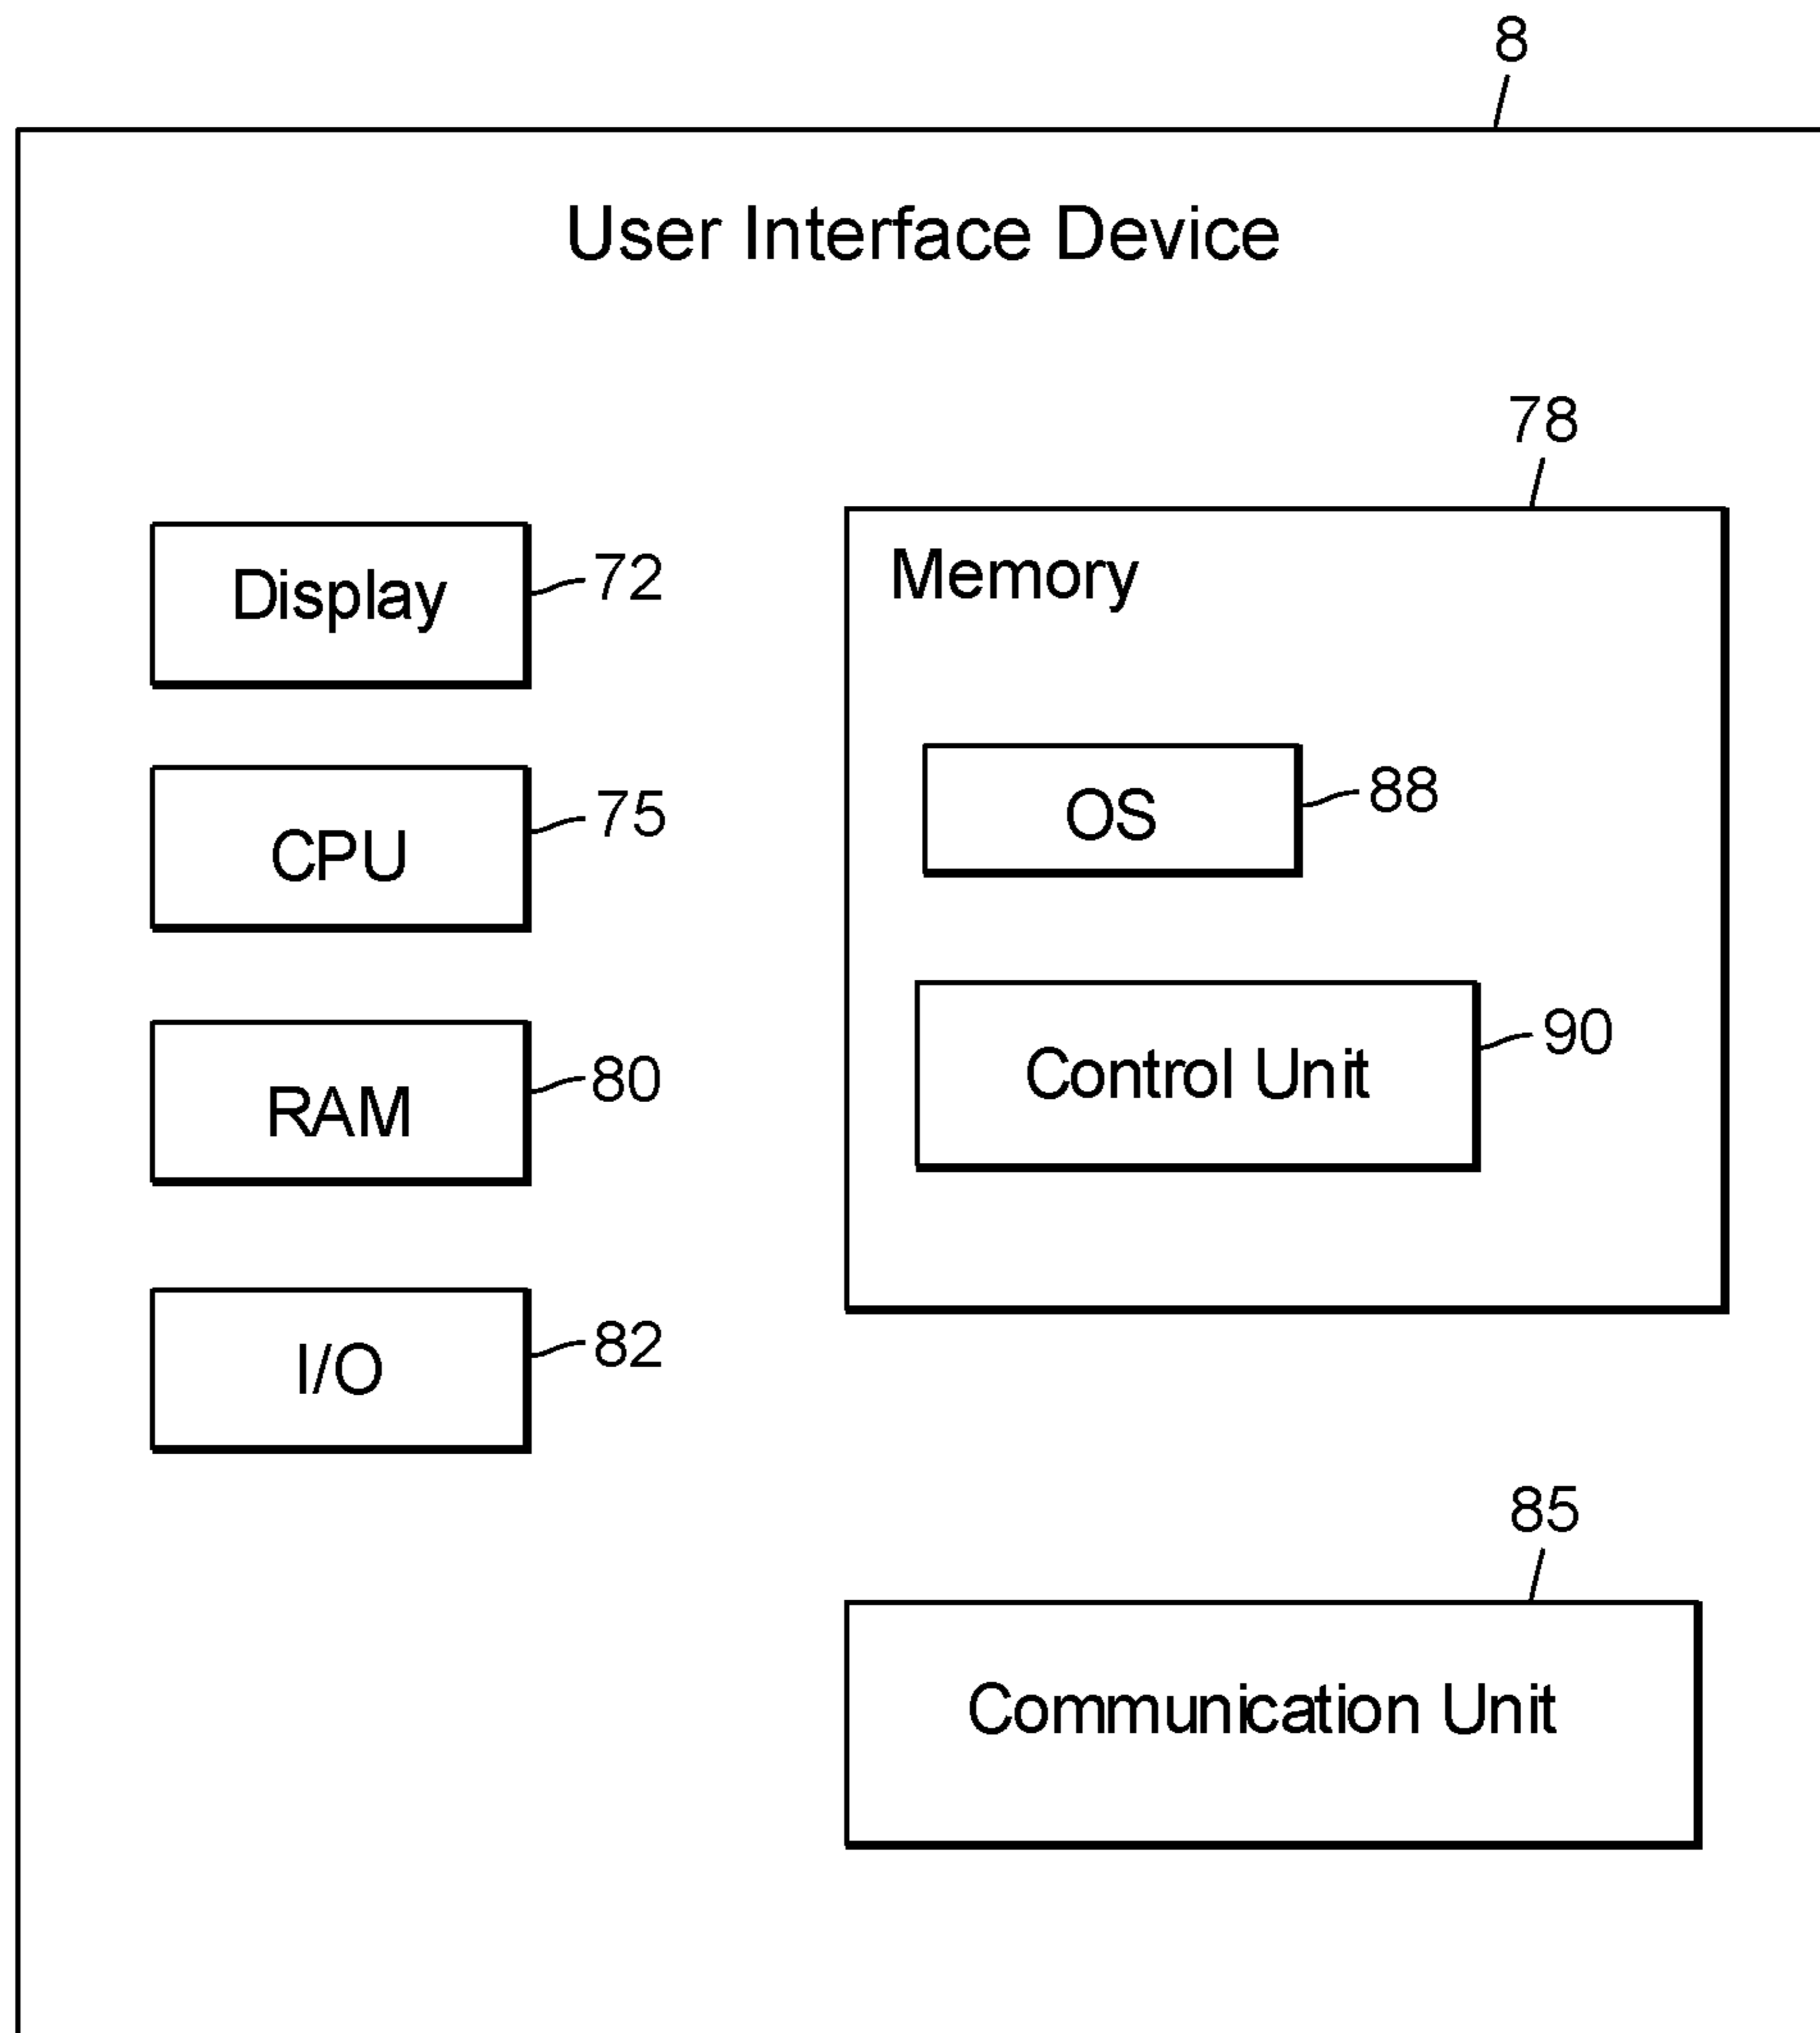 8
User Interface Device
78
Display
72
Memory
CPU
75
OS
88
RAM
80
Control Unit
90
I/O
82
85
Communication Unit